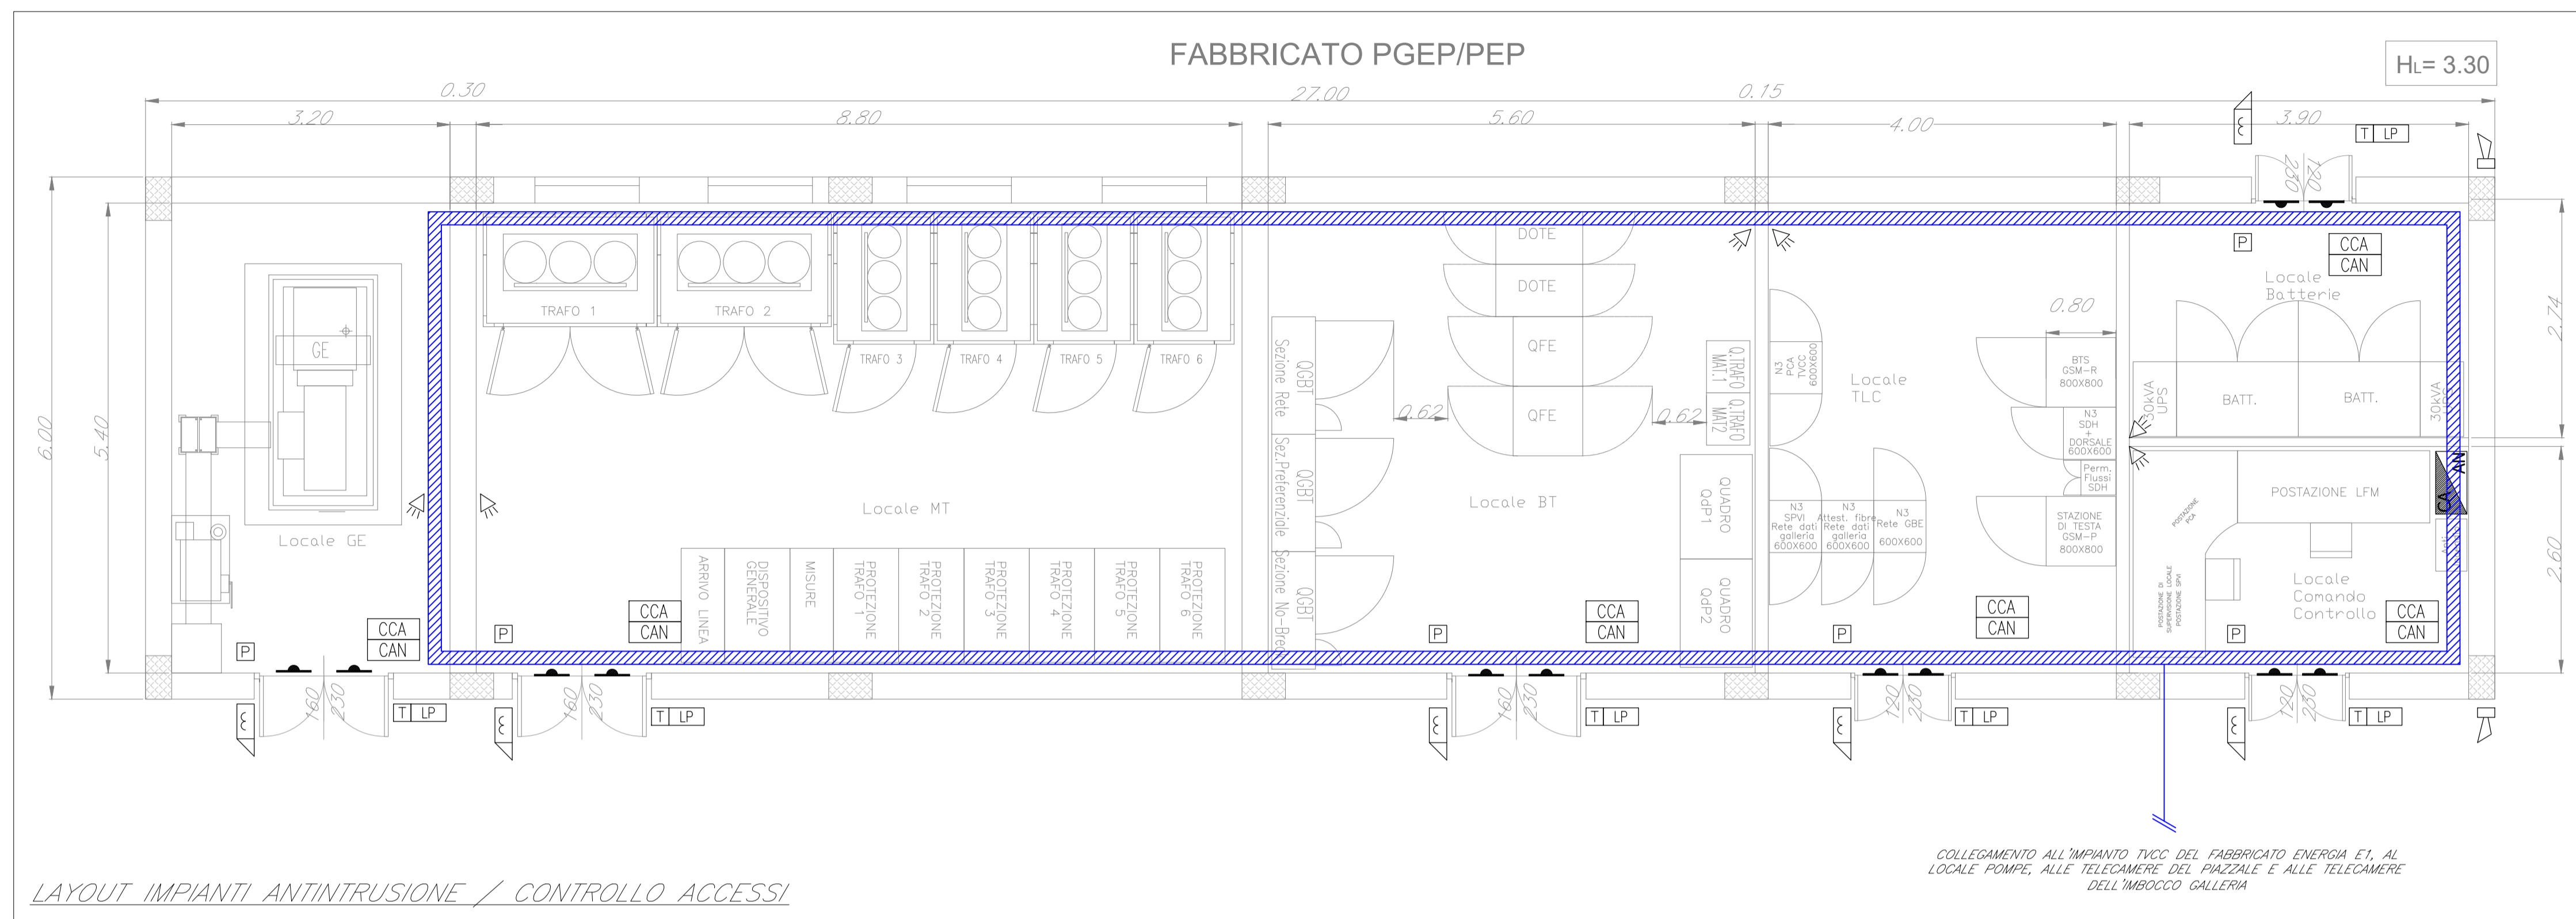 FABBRICATO PGEP/PEP
HL= 3.30
0.30
27.00
0.15
3.20
8.80
5.60
4.00
3.90
6.00
5.40
2.74
2.60
T LP
230
120
GE
Locale GE
P
CCA
CAN
160
230
T LP
TRAFO 1
TRAFO 2
TRAFO 3
TRAFO 4
TRAFO 5
TRAFO 6
Locale MT
ARRIVO LINEA
DISPOSITIVO
GENERALE
MISURE
PROTEZIONE
TRAFO 1
PROTEZIONE
TRAFO 2
PROTEZIONE
TRAFO 3
PROTEZIONE
TRAFO 4
PROTEZIONE
TRAFO 5
PROTEZIONE
TRAFO 6
P
CCA
CAN
160
230
T LP
QGBT
Sezione Rete
QGBT
Sez.Preferenziale
QGBT
Sezione No-Break
DOTE
DOTE
QFE
QFE
0.62
0.62
Q.TRAFO
MAT.1
Q.TRAFO
MAT2
Locale BT
QUADRO
QdP1
QUADRO
QdP2
P
CCA
CAN
160
230
T LP
N3
PCA
TVCC
600X600
Locale
TLC
0.80
BTS
GSM-R
800X800
N3
SDH
+
DORSALE
600X600
Perm.
Flussi
SDH
STAZIONE
DI TESTA
GSM-P
800X800
N3
SPVI
Rete dati
galleria
600X600
N3
Attest. fibre
Rete dati
galleria
600X600
N3
Rete GBE
600X600
P
CCA
CAN
120
230
T LP
P
CCA
CAN
Locale
Batterie
30kVA
UPS
BATT.
BATT.
30kVA
AN
CA
POSTAZIONE LFM
POSTAZIONE
PCA
POSTAZIONE DI
SUPERVISIONE LOCALE
POSTAZIONE SPVI
Locale
Comando
Controllo
P
CCA
CAN
120
230
T LP
COLLEGAMENTO ALL'IMPIANTO TVCC DEL FABBRICATO ENERGIA E1, AL
LOCALE POMPE, ALLE TELECAMERE DEL PIAZZALE E ALLE TELECAMERE
DELL'IMBOCCO GALLERIA
LAYOUT IMPIANTI ANTINTRUSIONE / CONTROLLO ACCESSI